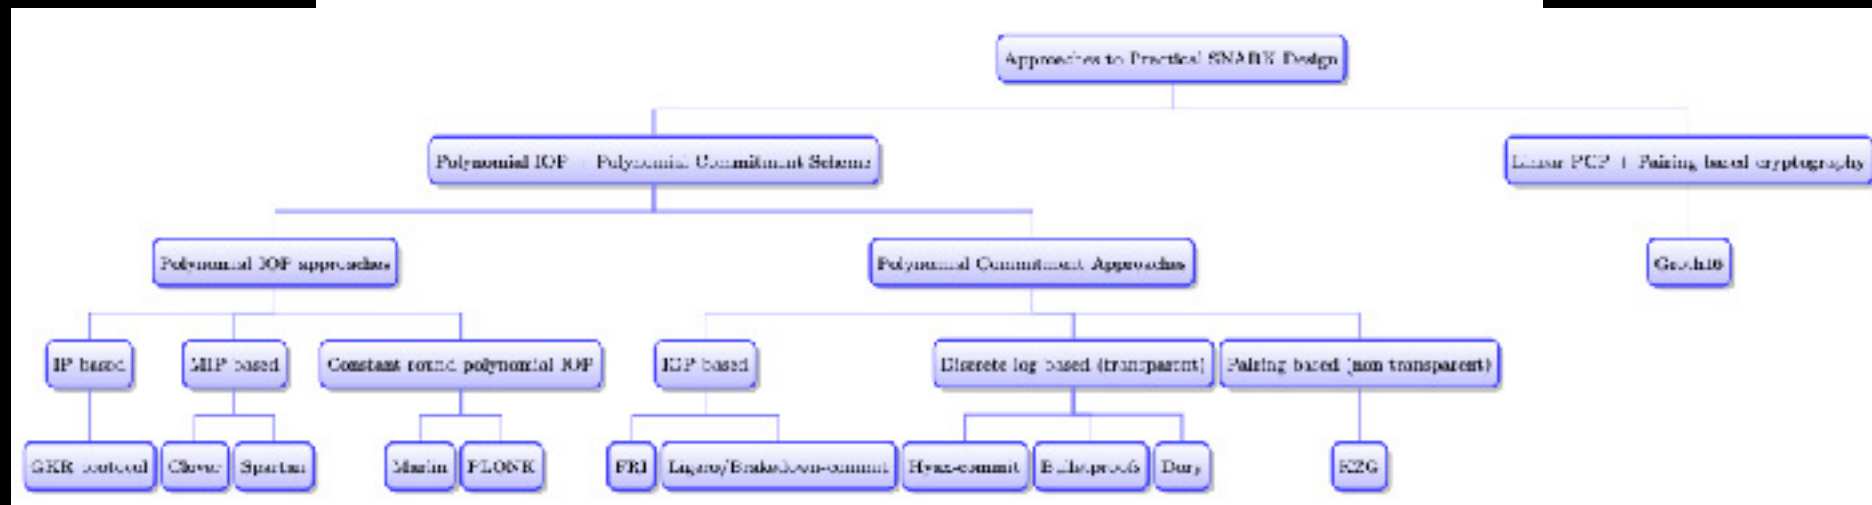 Approaches to Practical SNARK Design
Polynomial IOP + Polynomial Commitment Scheme
Linear PCP + Pairing based cryptography
Polynomial IOP approaches
Polynomial Commitment Approaches
Groth16
IP based
MIP based
Constant round polynomial IOP
IOP based
Discrete log based (transparent)
Pairing based (non transparent)
GKR protocol
Clover
Spartan
Marlin
PLONK
FRI
Ligero/Brakedown-commit
Hyrax-commit
Bulletproofs
Dory
KZG